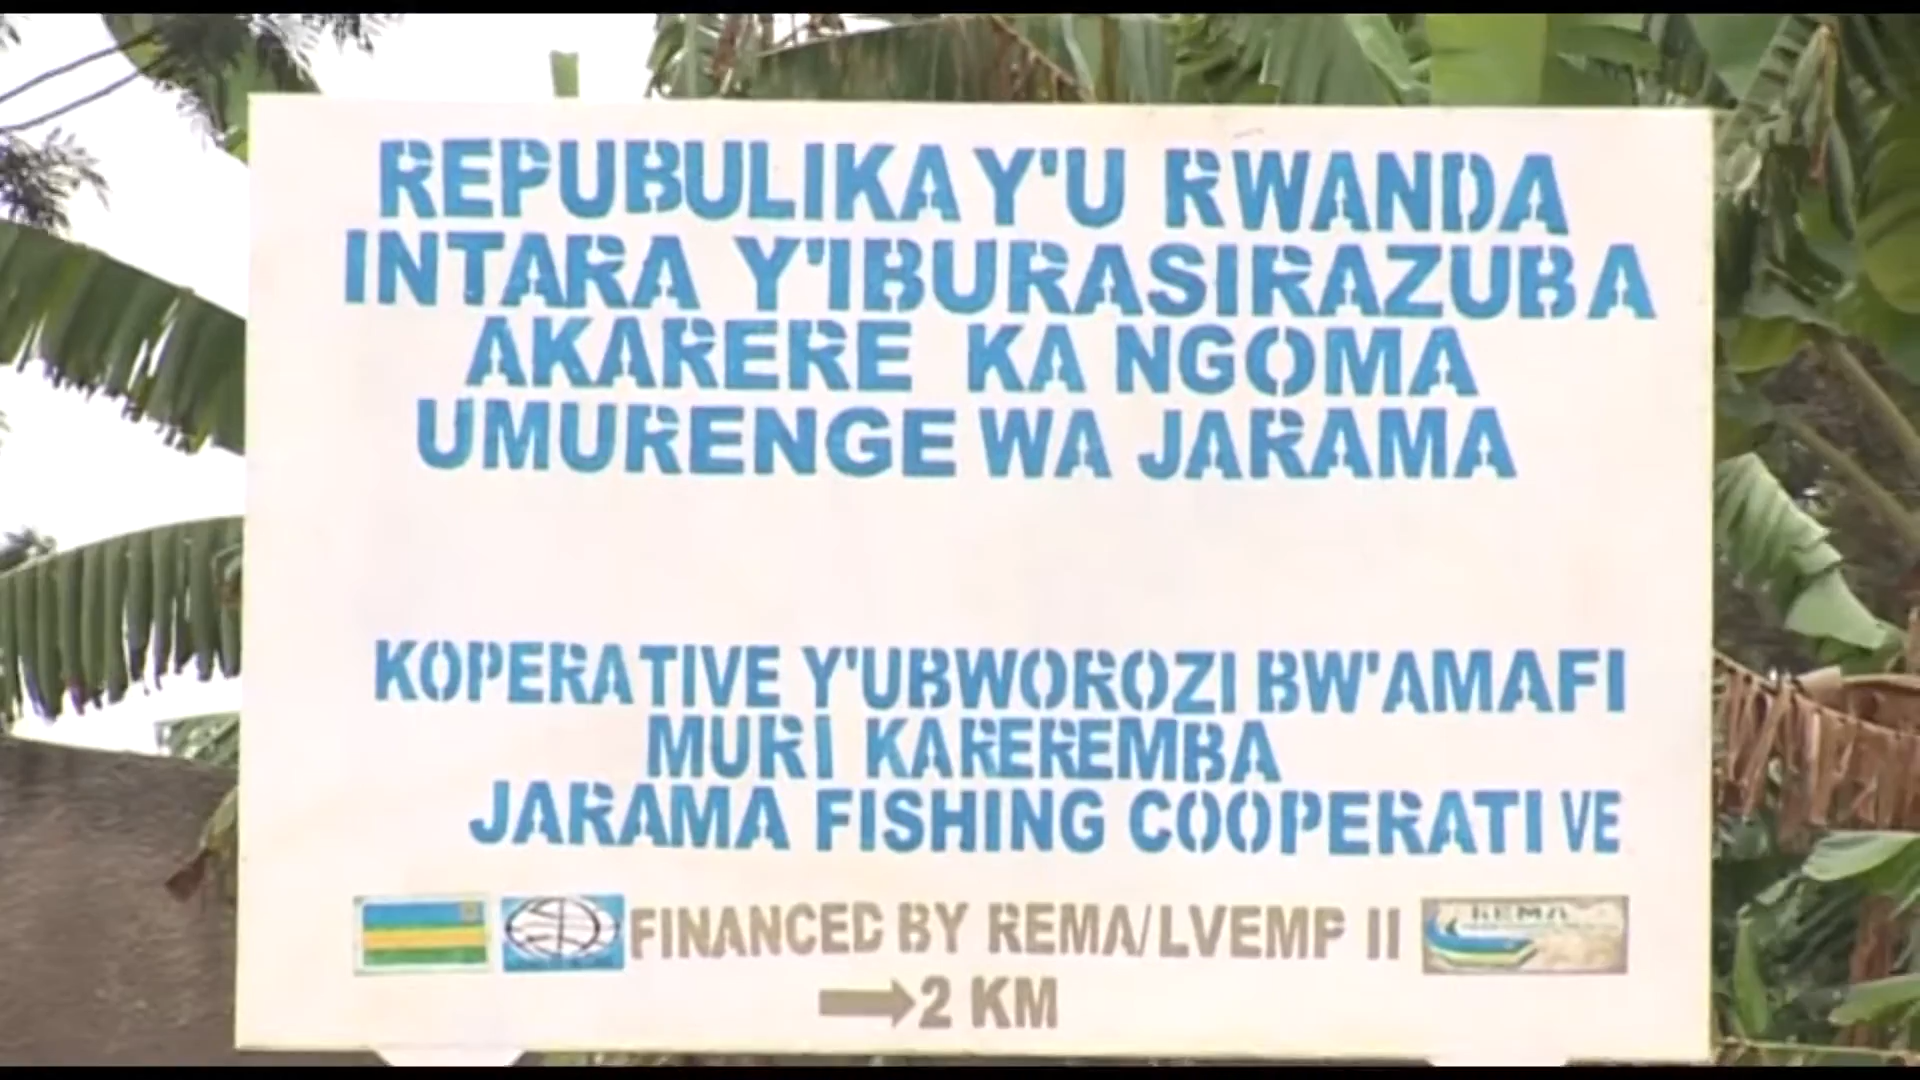 REPUBULIKA Y'U RWANDA
INTARA Y'IBURASIRAZUBA
AKARERE KA NGOMA
UMURENGE WA JARAMA
KOPERATIVE Y'UBWOROZI BW'AMAFI
MURI KAREREMBA
JARAMA FISHING COOPERATIVE
FINANCED BY REMA/LVEMP II
REMA
2 KM